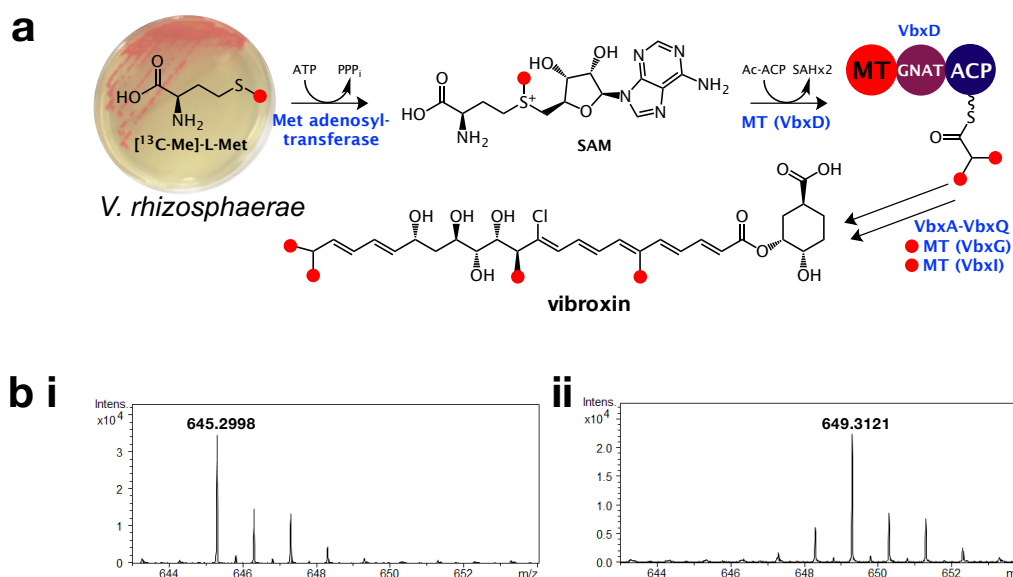 a
VbxD
MT GNAT ACP
ATP PPPi
Met adenosyl-
transferase
O
HO
S
NH2
[13C-Me]-L-Met
V. rhizosphaerae
O
HO
NH2
S+
HO
OH
O
N
N
N
N
NH2
SAM
Ac-ACP SAHx2
MT (VbxD)
S
O
VbxA-VbxQ
MT (VbxG)
MT (VbxI)
O
OH
OH OH OH Cl
OH
O
O
OH
vibroxin
b i
Intens.
x10^4
645.2998
3
2
1
0
644 646 648 650 652 m/z
ii
Intens.
x10^4
649.3121
2.0
1.5
1.0
0.5
0.0
644 646 648 650 652 m